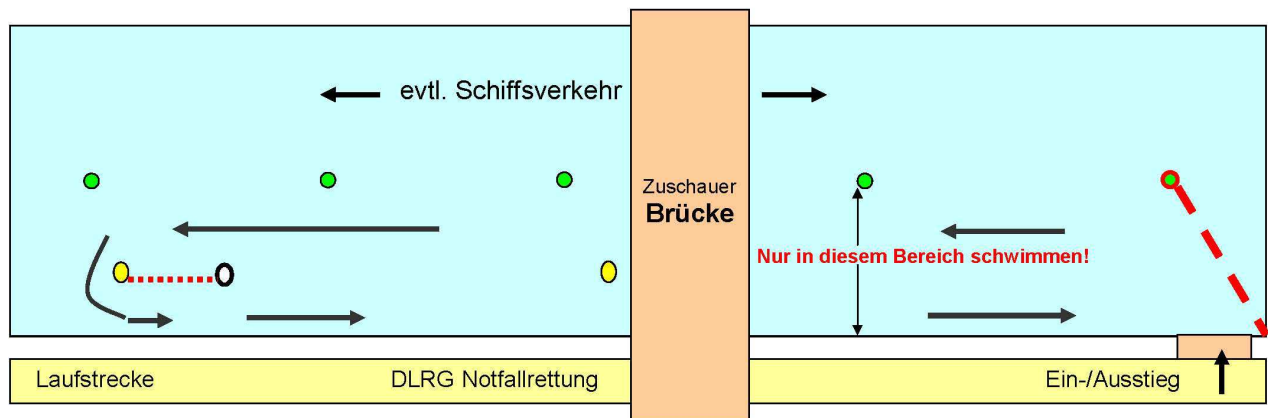 evtl. Schiffsverkehr
Zuschauer
Brücke
Nur in diesem Bereich schwimmen!
Laufstrecke
DLRG Notfallrettung
Ein-/Ausstieg